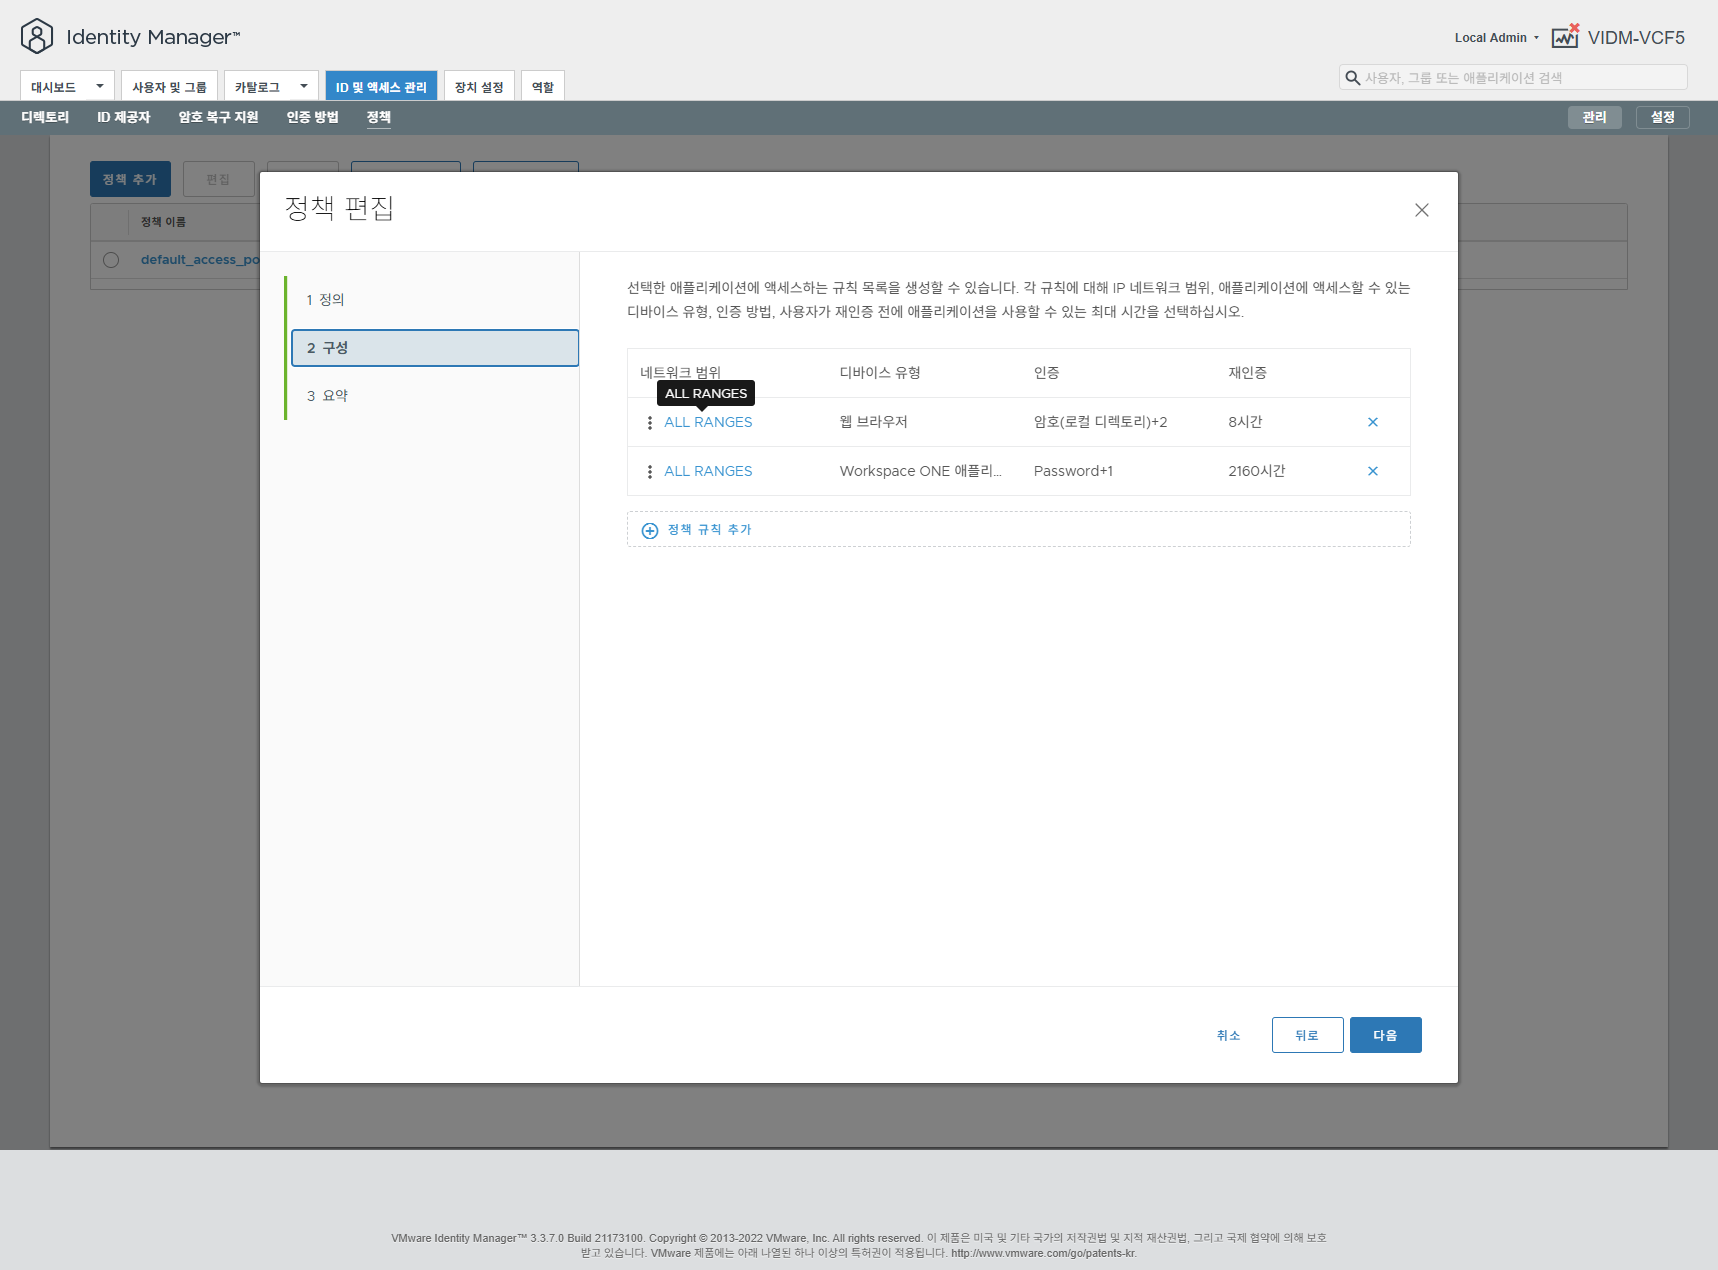 Identity Manager™
Local Admin
VIDM-VCF5
대시보드
사용자 및 그룹
카탈로그
ID 및 액세스 관리
장치 설정
역할
사용자, 그룹 또는 애플리케이션 검색
디렉토리
ID 제공자
암호 복구 지원
인증 방법
정책
관리
설정
정책 추가
편집
정책 이름
default_access_po
정책 편집
1 정의
2 구성
3 요약
선택한 애플리케이션에 액세스하는 규칙 목록을 생성할 수 있습니다. 각 규칙에 대해 IP 네트워크 범위, 애플리케이션에 액세스할 수 있는
디바이스 유형, 인증 방법, 사용자가 재인증 전에 애플리케이션을 사용할 수 있는 최대 시간을 선택하십시오.
네트워크 범위
디바이스 유형
인증
재인증
ALL RANGES
ALL RANGES
웹 브라우저
암호(로컬 디렉토리)+2
8시간
ALL RANGES
Workspace ONE 애플리...
Password+1
2160시간
정책 규칙 추가
취소
뒤로
다음
VMware Identity Manager™ 3.3.7.0 Build 21173100. Copyright © 2013-2022 VMware, Inc. All rights reserved. 이 제품은 미국 및 기타 국가의 저작권법 및 지적 재산권법, 그리고 국제 협약에 의해 보호
받고 있습니다. VMware 제품에는 아래 나열된 하나 이상의 특허권이 적용됩니다. http://www.vmware.com/go/patents-kr.